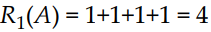 R₁(A) = 1+1+1+1 = 4